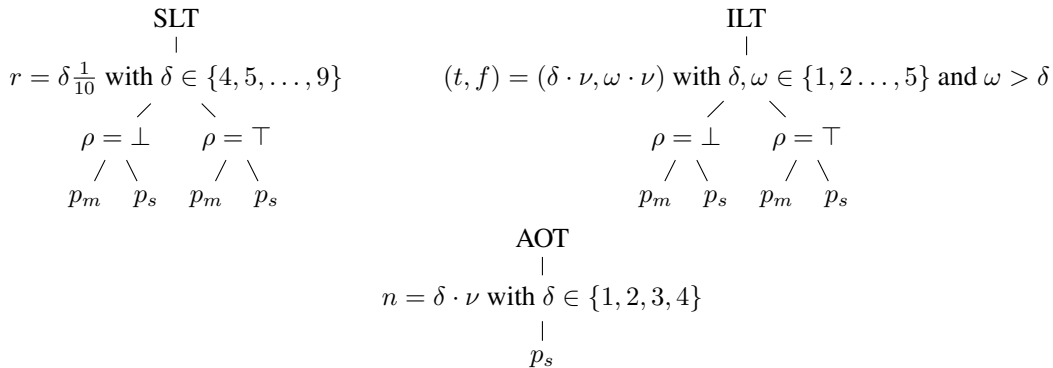 SLT ILT
r = δ 1/10 with δ ∈ {4, 5, . . . , 9} (t, f) = (δ · ν, ω · ν) with δ, ω ∈ {1, 2 . . . , 5} and ω > δ
ρ = ⊥ ρ = ⊤ ρ = ⊥ ρ = ⊤
p_m p_s p_m p_s p_m p_s p_m p_s
AOT
n = δ · ν with δ ∈ {1, 2, 3, 4}
p_s